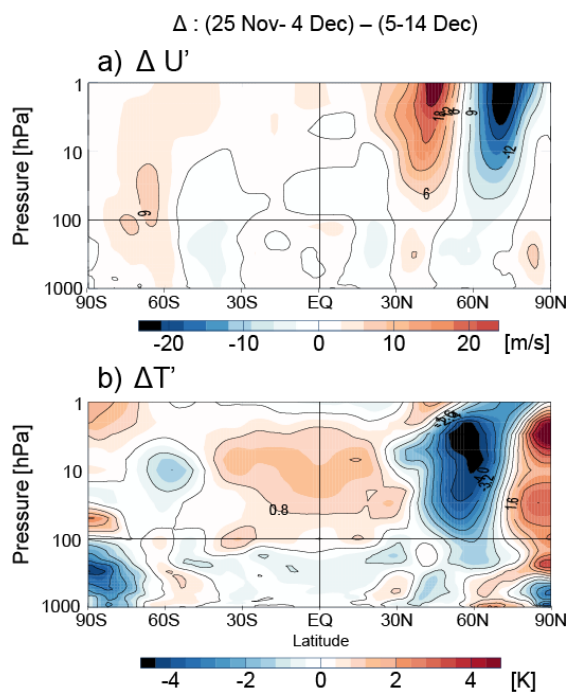 Δ : (25 Nov- 4 Dec) – (5-14 Dec)
a) Δ U'
Pressure [hPa]
1
10
100
1000
90S 60S 30S EQ 30N 60N 90N
6
18
6
-12
-20 -10 0 10 20 [m/s]
b) ΔT'
Pressure [hPa]
1
10
100
1000
0.8
1.6
90S 60S 30S EQ 30N 60N 90N
Latitude
-4 -2 0 2 4 [K]